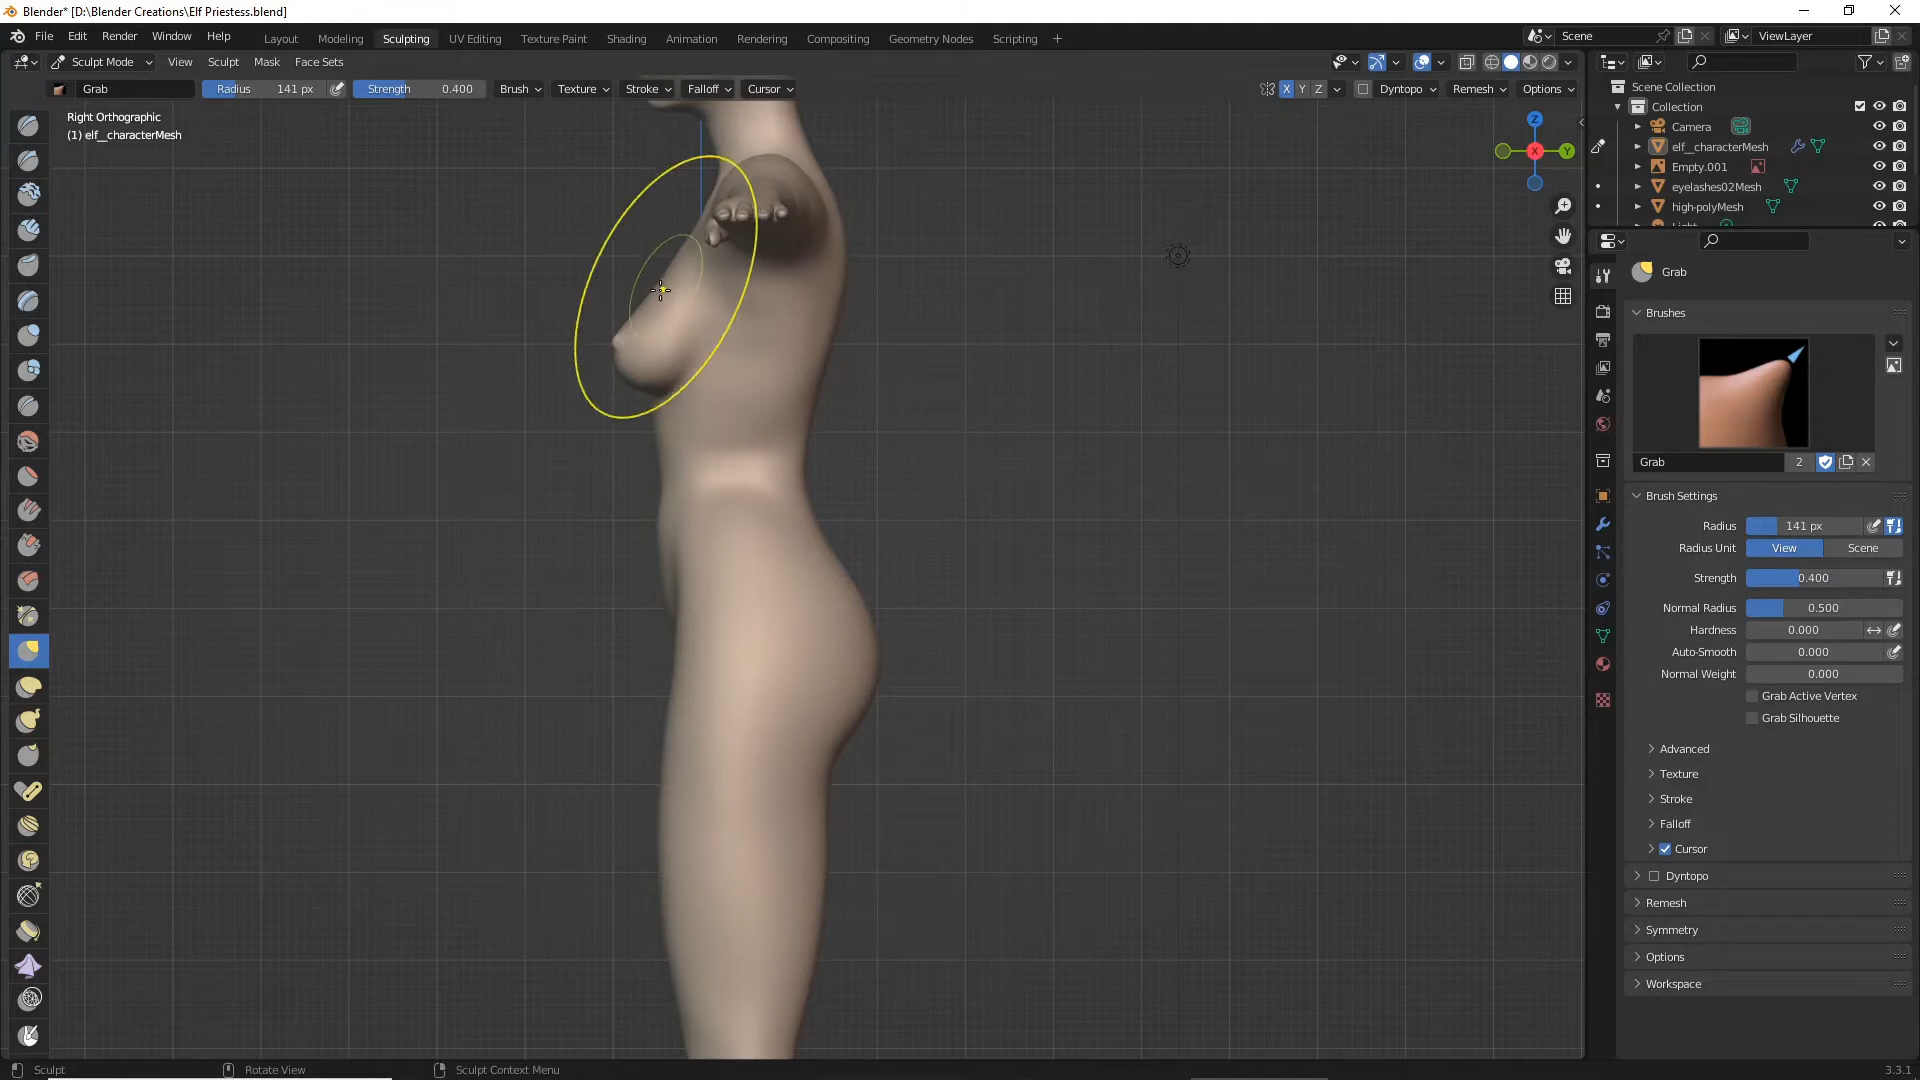 Blender* [D:\Blender Creations\Elf Priestess.blend]
File Edit Render Window Help Layout Modeling Sculpting UV Editing Texture Paint Shading Animation Rendering Compositing Geometry Nodes Scripting + Scene ViewLayer
Sculpt Mode View Sculpt Mask Face Sets
Grab Radius 141 px Strength 0.400 Brush Texture Stroke Falloff Cursor X Y Z Dyntopo Remesh Options
Right Orthographic
(1) elf__characterMesh
Z
X
Y
Scene Collection
Collection
Camera
elf__characterMesh
Empty.001
eyelashes02Mesh
high-polyMesh
Grab
Brushes
Grab 2
Brush Settings
Radius 141 px
Radius Unit View Scene
Strength 0.400
Normal Radius 0.500
Hardness 0.000
Auto-Smooth 0.000
Normal Weight 0.000
Grab Active Vertex
Grab Silhouette
Advanced
Texture
Stroke
Falloff
Cursor
Dyntopo
Remesh
Symmetry
Options
Workspace
Sculpt Rotate View Sculpt Context Menu 3.3.1